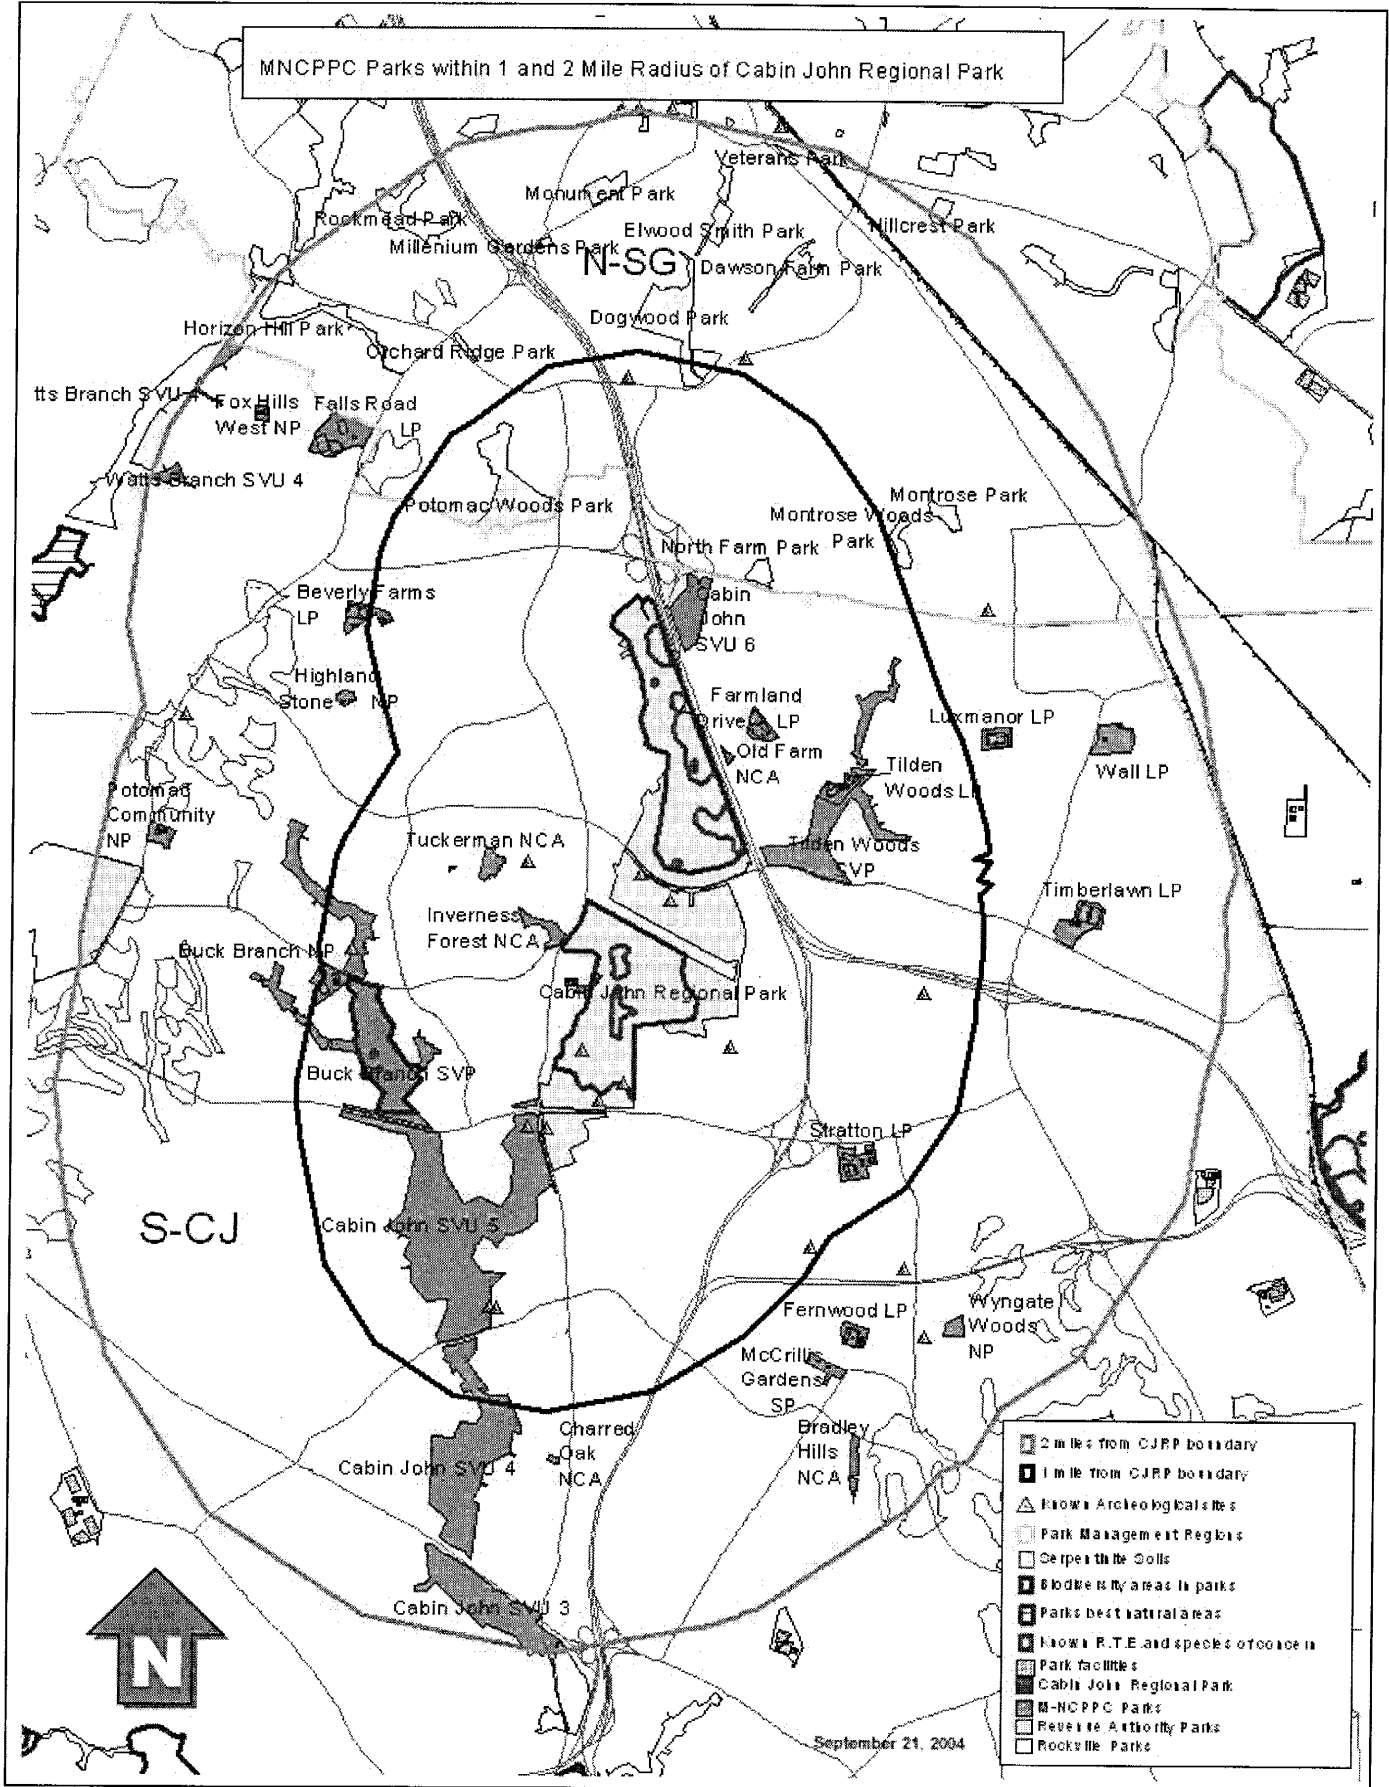 MNCPPC Parks within 1 and 2 Mile Radius of Cabin John Regional Park
Veterans Park
Monument Park
Rockmead Park
Elwood Smith Park
Hillcrest Park
Millenium Gardens Park
N-SG
Dawson Farm Park
Dogwood Park
Horizon Hill Park
Orchard Ridge Park
tts Branch SVU 4
Fox Hills
West NP
Falls Road
LP
Watts Branch SVU 4
Potomac Woods Park
Montrose Park
Montrose Woods
Park
North Farm Park
Beverly Farms
LP
Cabin
John
SVU 6
Highland
Stone NP
Farmland
Drive LP
Luxmanor LP
Old Farm
NCA
Tilden
Woods LP
Wall LP
Potomac
Community
NP
Tuckerman NCA
Tilden Woods
SVP
Timberlawn LP
Inverness
Forest NCA
Buck Branch NP
Cabin John Regional Park
Buck Branch SVP
Stratton LP
S-CJ
Cabin John SVU 5
Fernwood LP
Wyngate
Woods
NP
McCrillis
Gardens
SP
Bradley
Hills
NCA
Charred
Oak
NCA
Cabin John SVU 4
Cabin John SVU 3
N
September 21, 2004
2 miles from CJRP boundary
1 mile from CJRP boundary
Known Archeological sites
Park Management Regions
Serpentinite Soils
Biodiversity areas in parks
Parks best natural areas
Known R.T.E. and species of concern
Park facilities
Cabin John Regional Park
M-NCPPC Parks
Revenue Authority Parks
Rockville Parks